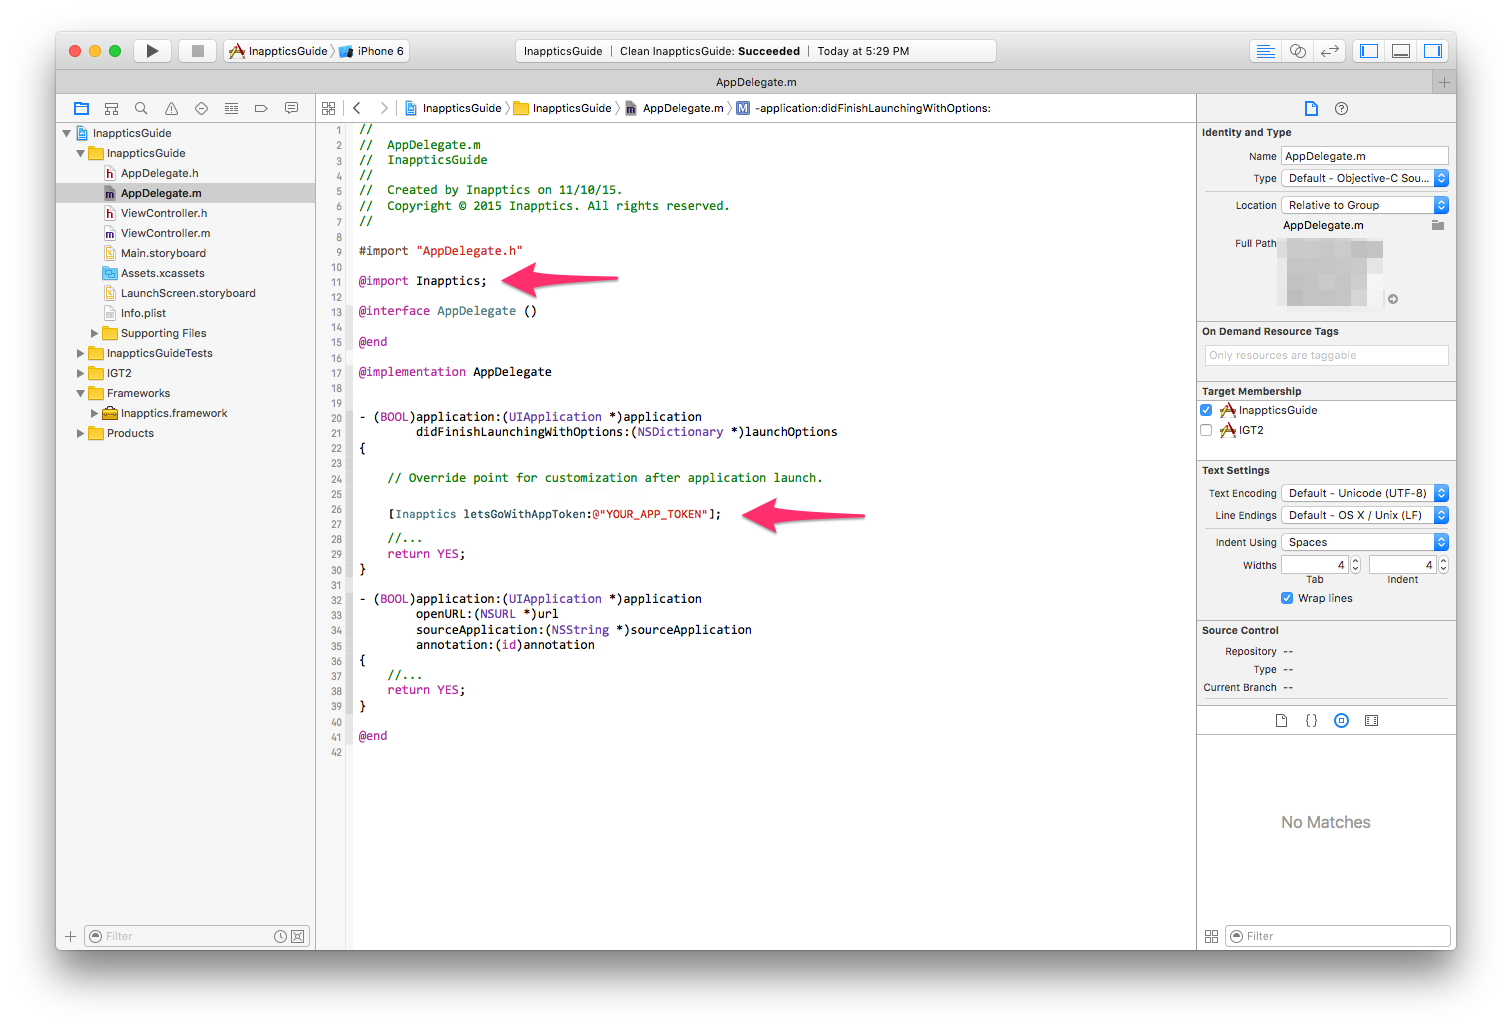 InappticsGuide
iPhone 6
InappticsGuide | Clean InappticsGuide: Succeeded | Today at 5:29 PM
AppDelegate.m
InappticsGuide
InappticsGuide
AppDelegate.h
AppDelegate.m
ViewController.h
ViewController.m
Main.storyboard
Assets.xcassets
LaunchScreen.storyboard
Info.plist
Supporting Files
InappticsGuideTests
IGT2
Frameworks
Inapptics.framework
Products
Filter
InappticsGuide
InappticsGuide
AppDelegate.m
M -application:didFinishLaunchingWithOptions:
1 //
2 //  AppDelegate.m
3 //  InappticsGuide
4 //
5 //  Created by Inapptics on 11/10/15.
6 //  Copyright © 2015 Inapptics. All rights reserved.
7 //
8
9 #import "AppDelegate.h"
10
11 @import Inapptics;
12
13 @interface AppDelegate ()
14
15 @end
16
17 @implementation AppDelegate
18
19
20 - (BOOL)application:(UIApplication *)application
21         didFinishLaunchingWithOptions:(NSDictionary *)launchOptions
22 {
23
24     // Override point for customization after application launch.
25
26     [Inapptics letsGoWithAppToken:@"YOUR_APP_TOKEN"];
27
28     //...
29     return YES;
30 }
31
32 - (BOOL)application:(UIApplication *)application
33         openURL:(NSURL *)url
34         sourceApplication:(NSString *)sourceApplication
35         annotation:(id)annotation
36 {
37     //...
38     return YES;
39 }
40
41 @end
42
Identity and Type
Name AppDelegate.m
Type Default - Objective-C Sou...
Location Relative to Group
AppDelegate.m
Full Path
On Demand Resource Tags
Only resources are taggable
Target Membership
InappticsGuide
IGT2
Text Settings
Text Encoding Default - Unicode (UTF-8)
Line Endings Default - OS X / Unix (LF)
Indent Using Spaces
Widths 4 4
Tab Indent
Wrap lines
Source Control
Repository --
Type --
Current Branch --
{ }
No Matches
Filter